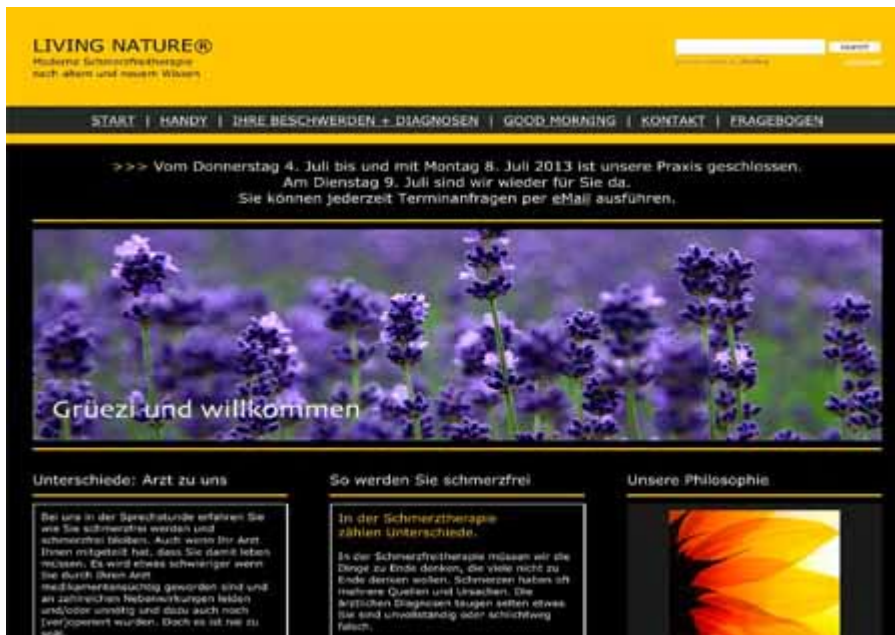 LIVING NATURE®
Moderne Schmerzfreitherapie
nach altem und neuem Wissen
search
START | HANDY | IHRE BESCHWERDEN + DIAGNOSEN | GOOD MORNING | KONTAKT | FRAGEBOGEN
>>> Vom Donnerstag 4. Juli bis und mit Montag 8. Juli 2013 ist unsere Praxis geschlossen.
Am Dienstag 9. Juli sind wir wieder für Sie da.
Sie können jederzeit Terminanfragen per eMail ausführen.
Grüezi und willkommen
Unterschiede: Arzt zu uns
Bei uns in der Sprechstunde erfahren Sie
wie Sie schmerzfrei werden und
schmerzfrei bleiben. Auch wenn Ihr Arzt
Ihnen mitgeteilt hat, dass Sie damit leben
müssen. Es wird etwas schwieriger wenn
Sie durch Ihren Arzt
medikamentensüchtig geworden sind und
an zahlreichen Nebenwirkungen leiden
und/oder unnötig und dazu auch noch
(ver)operiert wurden. Doch es ist nie zu
spät.
So werden Sie schmerzfrei
In der Schmerztherapie
zählen Unterschiede.
In der Schmerzfreitherapie müssen wir die
Dinge zu Ende denken, die viele nicht zu
Ende denken wollen. Schmerzen haben oft
mehrere Quellen und Ursachen. Die
ärztlichen Diagnosen taugen selten etwas
Sie sind unvollständig oder schlichtweg
falsch.
Unsere Philosophie